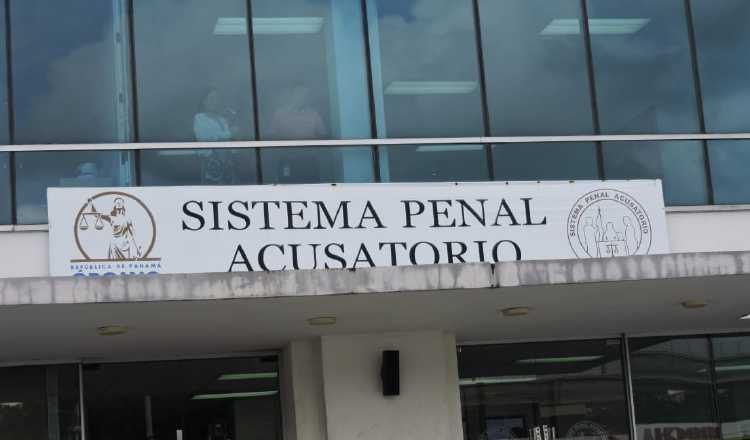 SISTEMA PENAL
ACUSATORIO
REPÚBLICA DE PANAMÁ
SISTEMA PENAL ACUSATORIO